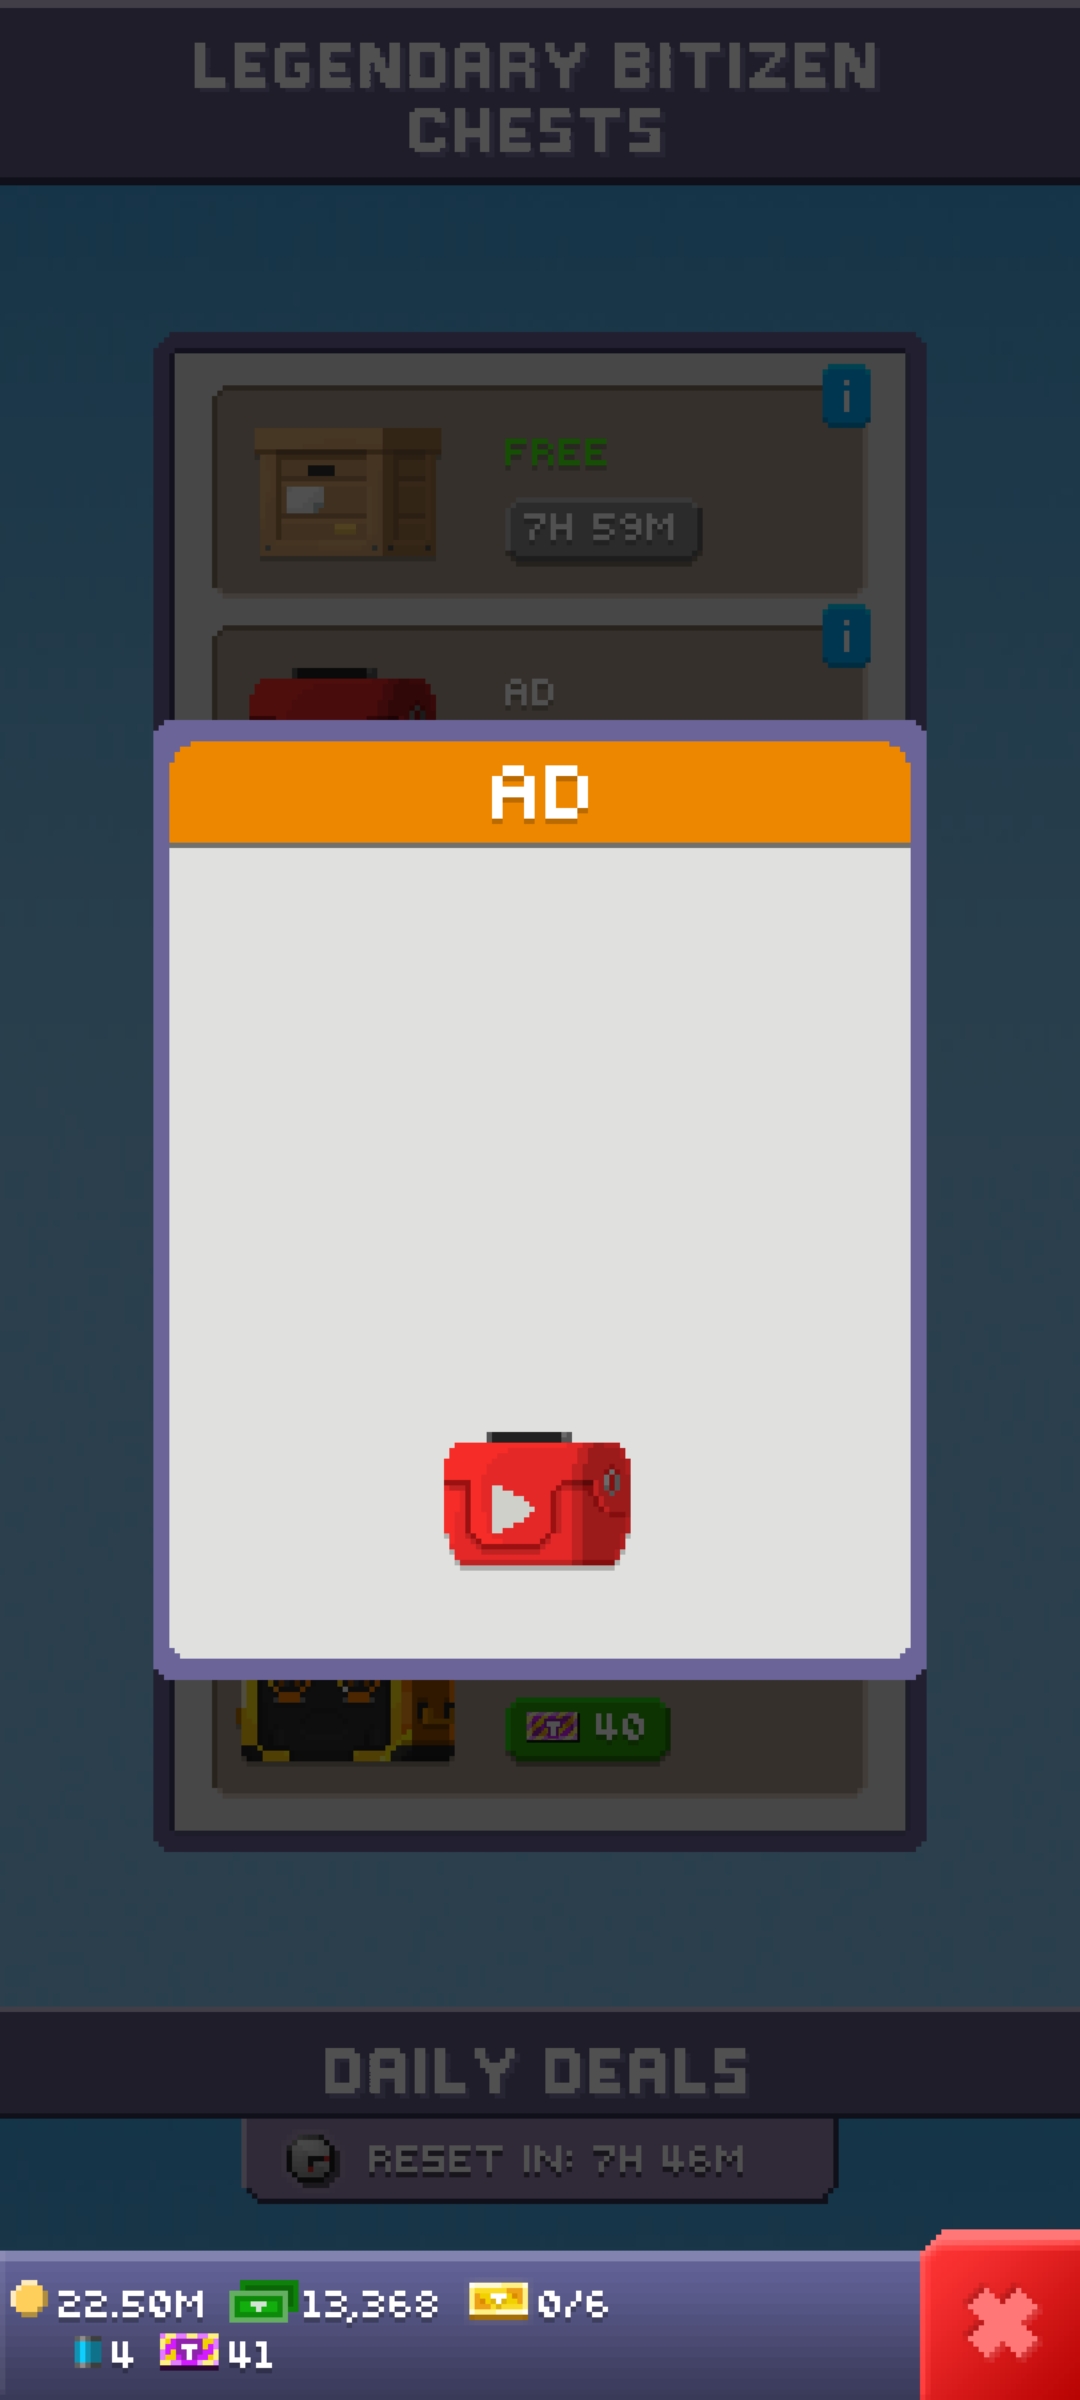 LEGENDARY BITIZEN
CHESTS
i
FREE
7H 59M
i
AD
AD
40
DAILY DEALS
RESET IN: 7H 46M
22.50M 13,368 0/6
4 41